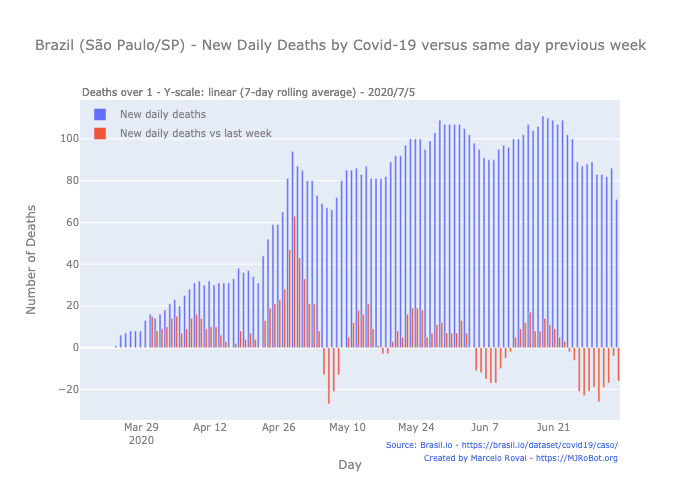 Brazil (São Paulo/SP) - New Daily Deaths by Covid-19 versus same day previous week
Deaths over 1 - Y-scale: linear (7-day rolling average) - 2020/7/5
New daily deaths
New daily deaths vs last week
100
80
60
40
20
0
−20
Number of Deaths
Mar 29 Apr 12 Apr 26 May 10 May 24 Jun 7 Jun 21
2020
Source: Brasil.io - https://brasil.io/dataset/covid19/caso/
Created by Marcelo Rovai - https://MJRoBot.org
Day